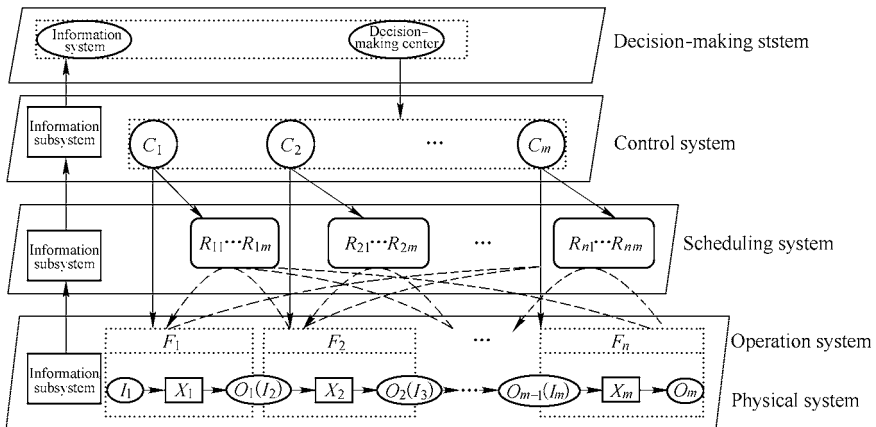 Information system
Decision-making center
Decision-making ststem
Information subsystem
C1
C2
...
Cm
Control system
Information subsystem
R11...R1m
R21...R2m
...
Rn1...Rnm
Scheduling system
F1
F2
...
Fn
Operation system
Information subsystem
I1
X1
O1(I2)
X2
O2(I3)
...
Om-1(Im)
Xm
Om
Physical system